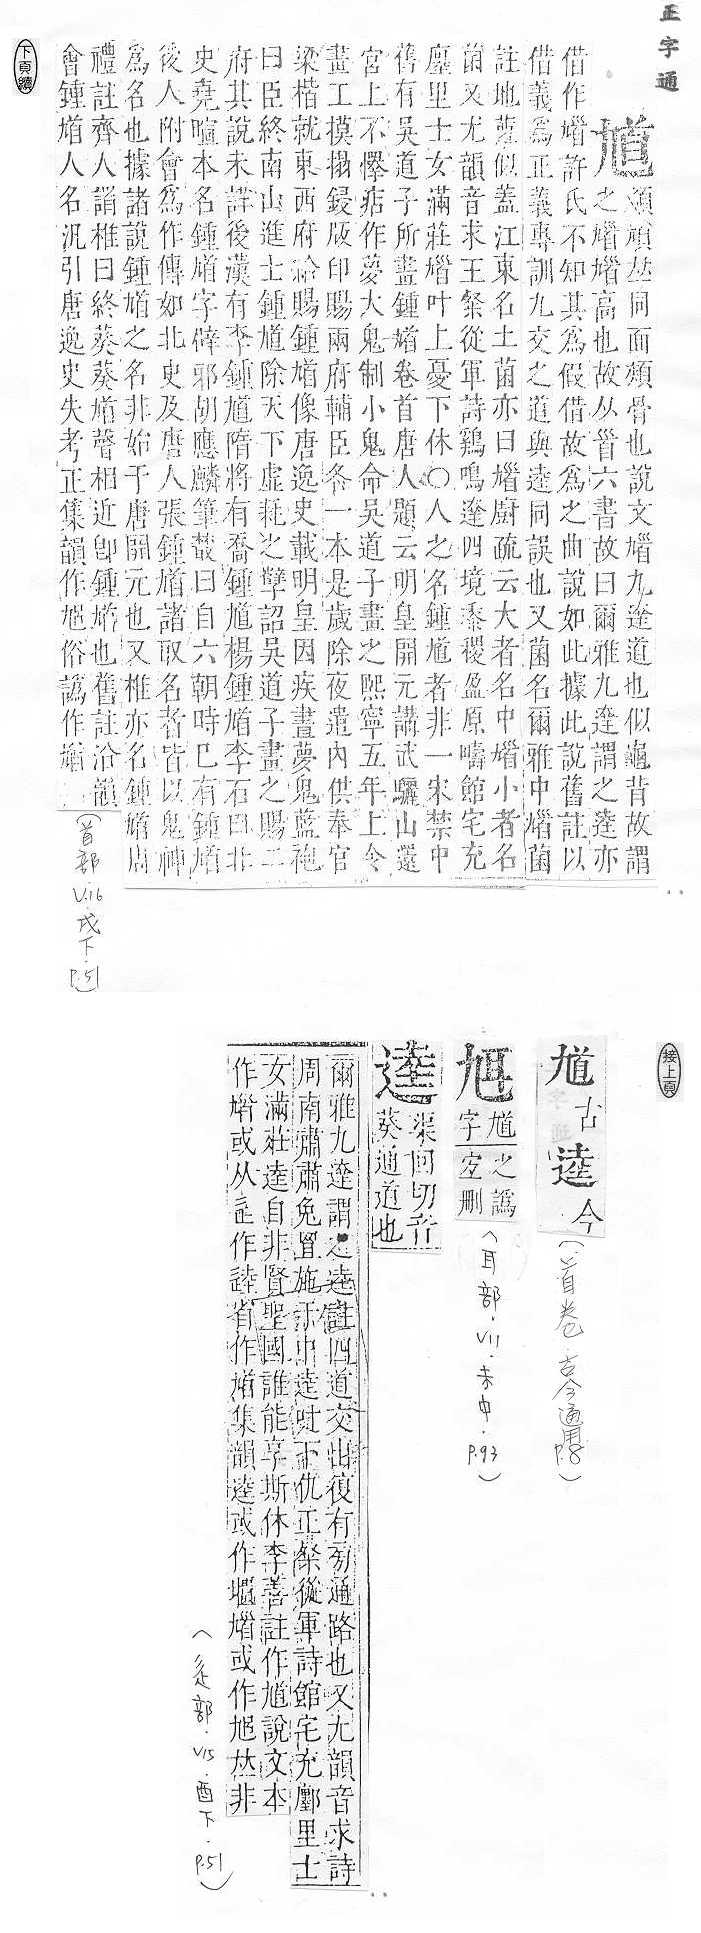 正字通
下頁續
馗頄頯𠀤同面頰骨也說文馗九逵道也似龜背故謂
之馗馗高也故从首六書故曰爾雅九逵謂之逵亦
借作馗許氏不知其爲假借故爲之曲說如此據此說舊註以
借義爲正義專訓九交之道與逵同誤也又菌名爾雅中馗菌
註地蕈似蓋江東名土菌亦曰馗廚疏云大者名中馗小者名
菌又尤韻音求王粲從軍詩鷄鳴達四境黍稷盈原疇館宅充
廛里士女滿莊馗叶上憂下休〇人之名鍾馗者非一宋禁中
舊有吳道子所畫鍾馗卷首唐人題云明皇開元講武驪山還
宮上不懌痁作夢大鬼制小鬼命吳道子畫之熙寧五年上令
畫工摸搨鋟版印賜兩府輔臣各一本是歲除夜遣內供奉官
梁楷就東西府給賜鍾馗像唐逸史載明皇因疾晝夢鬼藍袍
曰臣終南山進士鍾馗除天下虛耗之孽詔吳道子畫之賜二
府其說未詳後漢有李鍾馗隋將有喬鍾馗楊鍾馗李石曰北
史堯暄本名鍾馗字辟邪胡應麟筆叢曰自六朝時已有鍾馗
後人附會爲作傳如北史及唐人張鍾馗諸取名者皆以鬼神
爲名也據諸說鍾馗之名非始于唐開元也又椎亦名鍾馗周
禮註齊人謂椎曰終葵葵馗聲相近卽鍾馗也舊註沿韻
會鍾馗人名汎引唐逸史失考正集韻作尯俗譌作馗
(首部.V.16.戌下.P.51)
接上頁
馗古逵今
(首卷.古今通用P.8)
馗之譌
字宜刪
(耳部.V11.未中.P.93)
逵渠回切音
葵通道也
爾雅九逵謂之逵註四道交出復有旁通路也又尤韻音求詩
周南肅肅兔罝施于中逵叶下仇王粲從軍詩館宅充鄽里士
女滿莊逵自非賢聖國誰能享斯休李善註作馗說文本
作馗或从辵作逵省作馗集韻逵或作馗或作尯𠀤非
(辵部.V15.酉下.P.51)